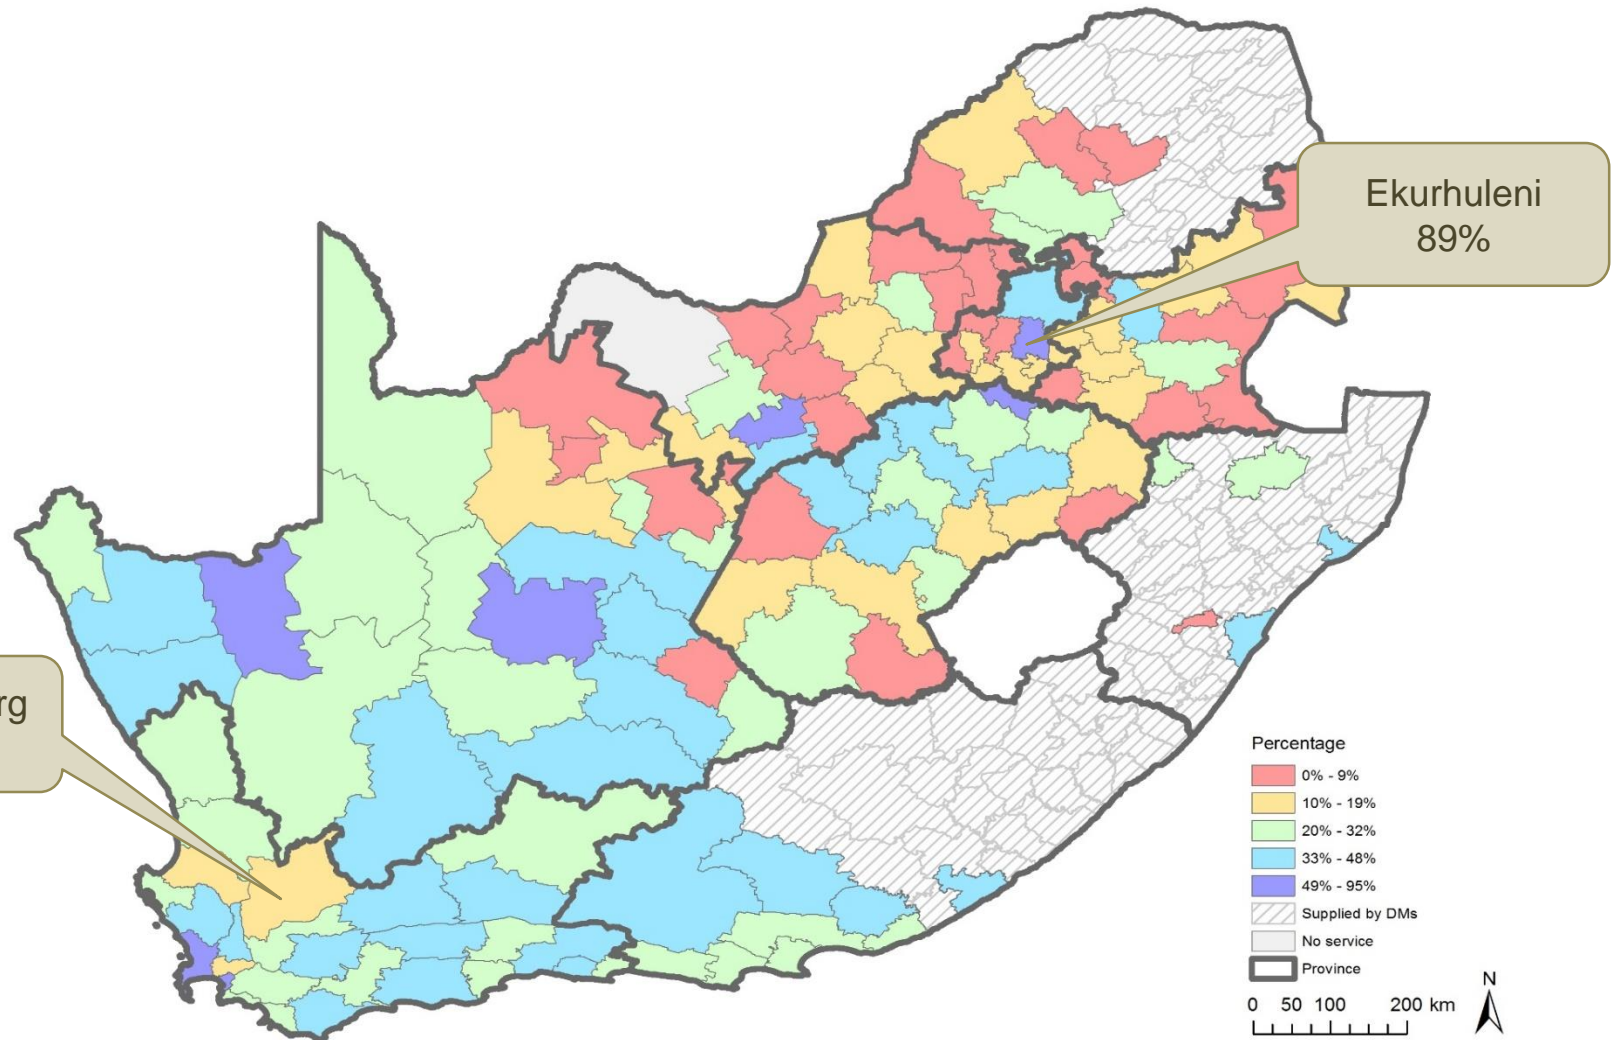 Ekurhuleni
89%
rg
Percentage
0% - 9%
10% - 19%
20% - 32%
33% - 48%
49% - 95%
Supplied by DMs
No service
Province
N
0 50 100 200 km